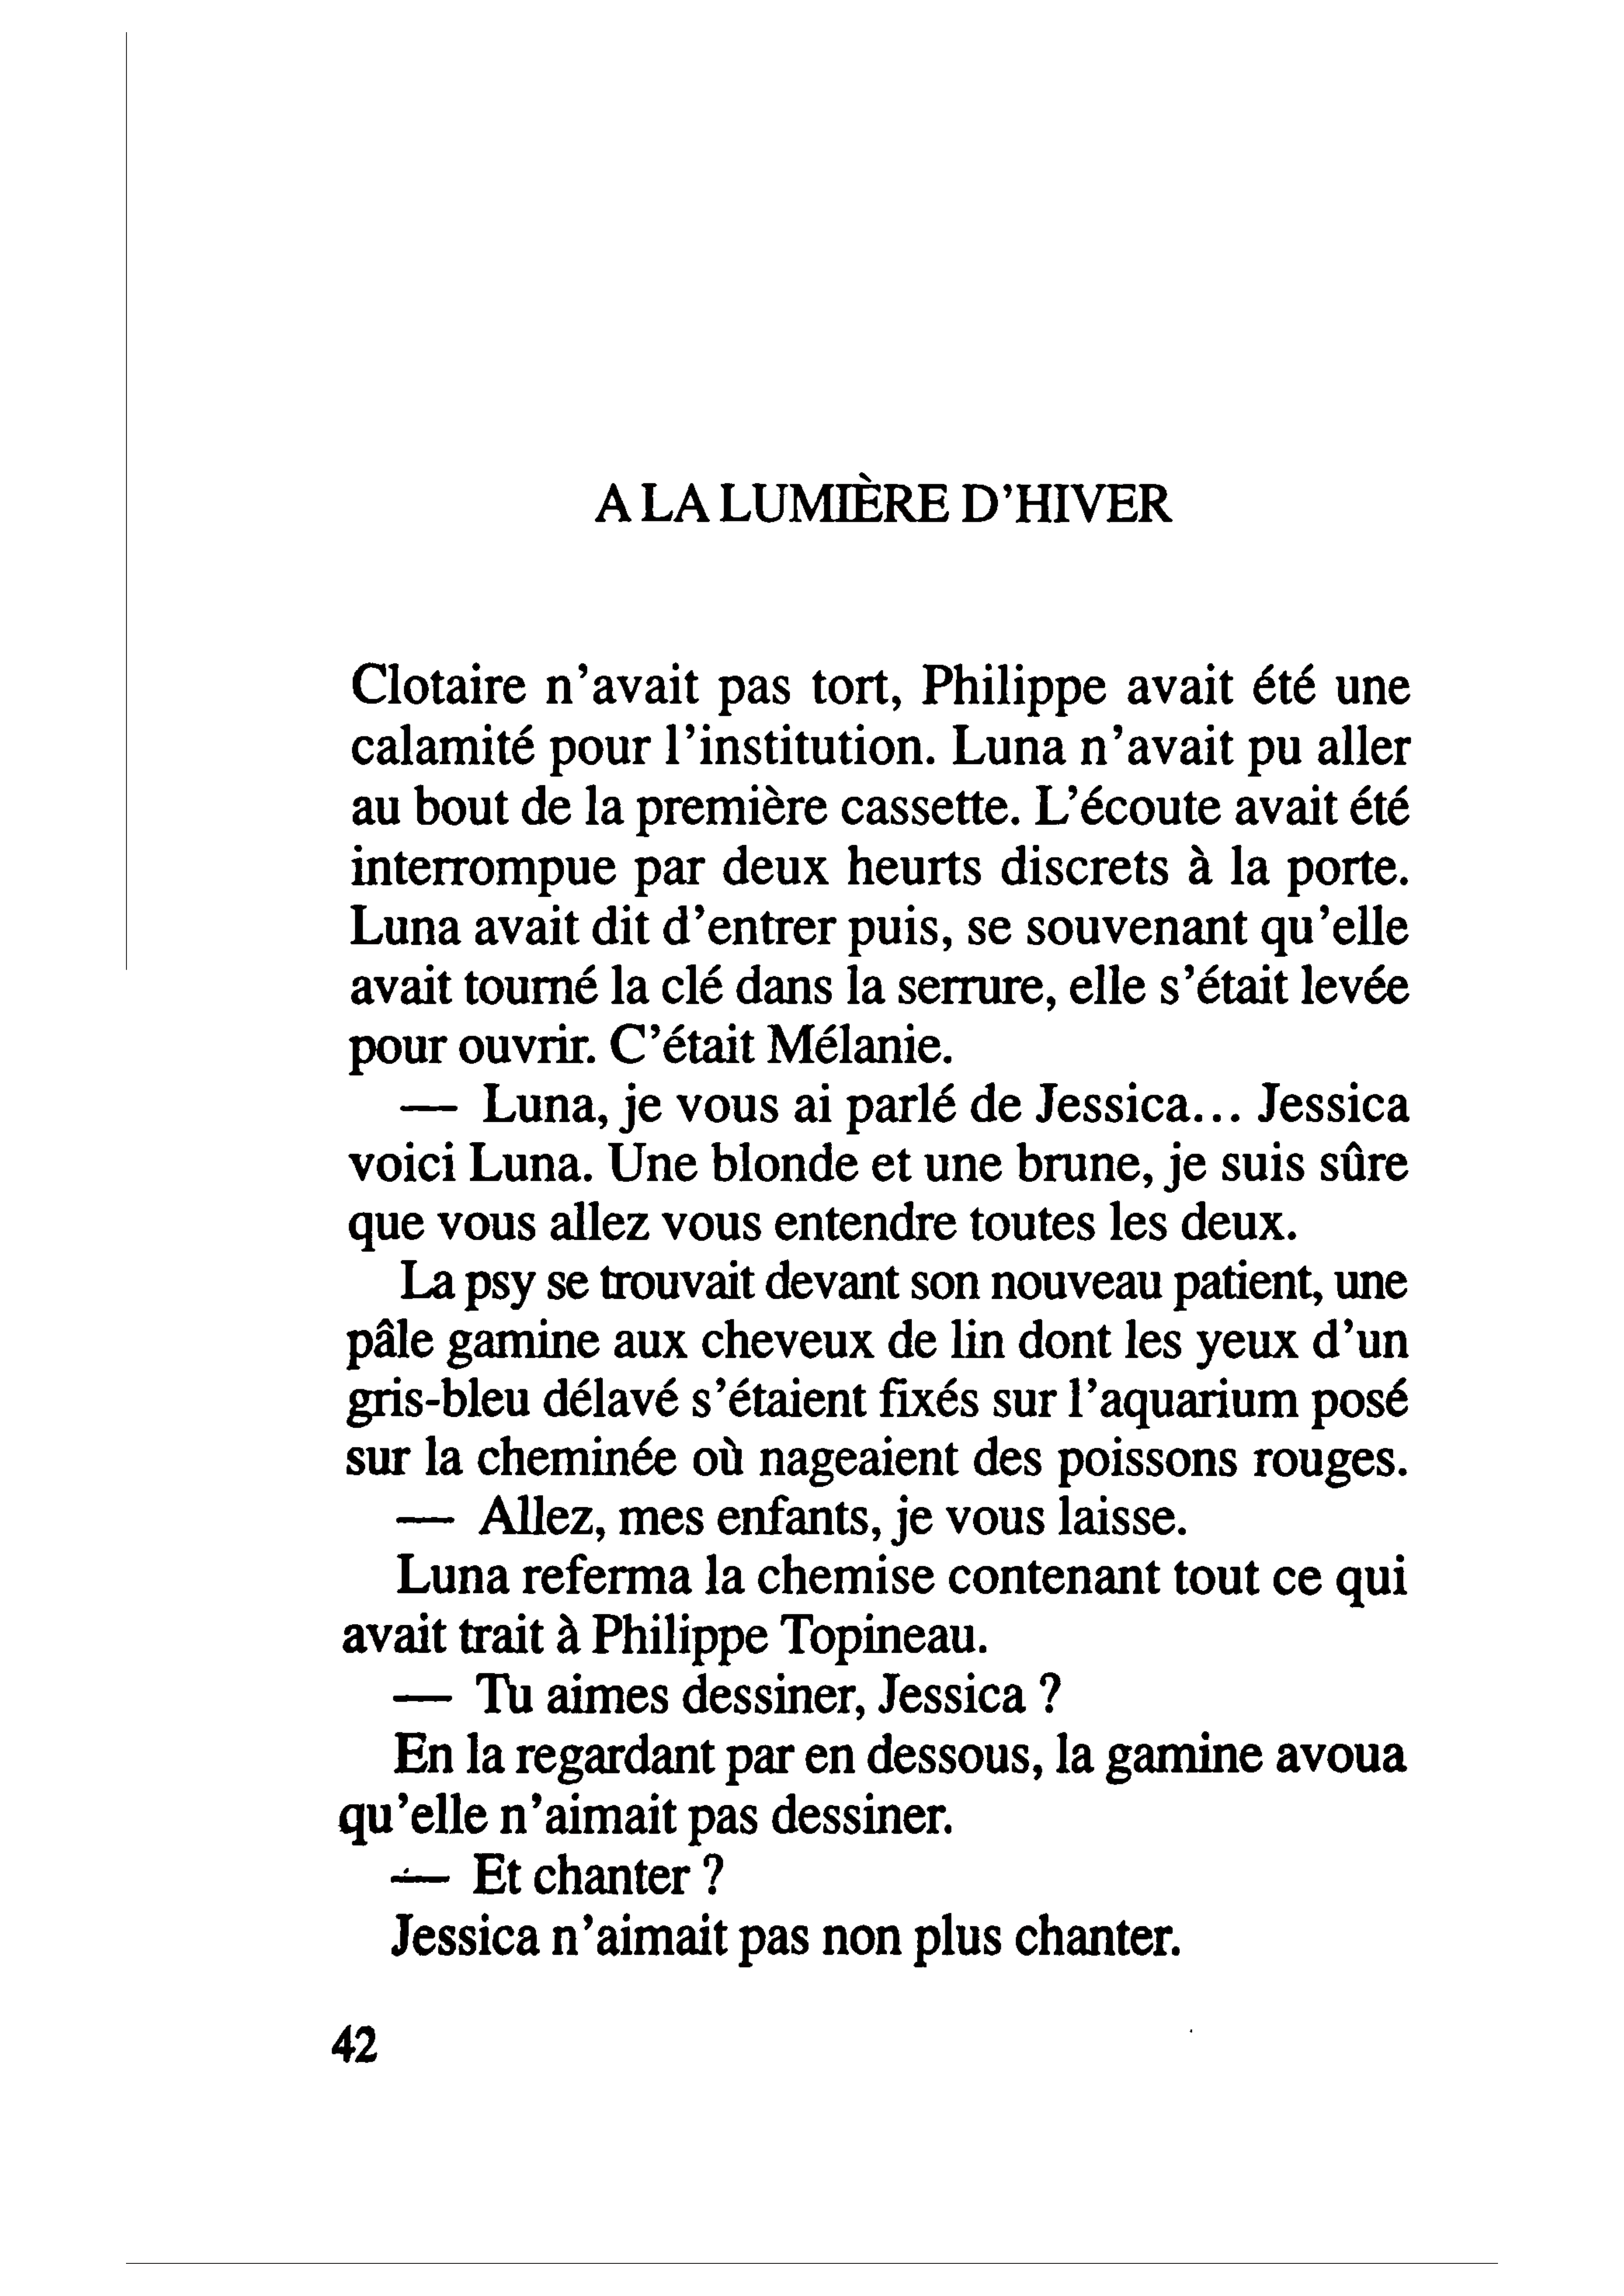 A LA LUMIÈRE D'HIVER
Clotaire n'avait pas tort, Philippe avait été une
calamité pour l'institution. Luna n'avait pu aller
au bout de la première cassette. L'écoute avait été
interrompue par deux heurts discrets à la porte.
Luna avait dit d'entrer puis, se souvenant qu'elle
avait tourné la clé dans la serrure, elle s'était levée
pour ouvrir. C'était Mélanie.
— Luna, je vous ai parlé de Jessica... Jessica
voici Luna. Une blonde et une brune, je suis sûre
que vous allez vous entendre toutes les deux.
La psy se trouvait devant son nouveau patient, une
pâle gamine aux cheveux de lin dont les yeux d'un
gris-bleu délavé s'étaient fixés sur l'aquarium posé
sur la cheminée où nageaient des poissons rouges.
— Allez, mes enfants, je vous laisse.
Luna referma la chemise contenant tout ce qui
avait trait à Philippe Topineau.
— Tu aimes dessiner, Jessica ?
En la regardant par en dessous, la gamine avoua
qu'elle n'aimait pas dessiner.
— Et chanter ?
Jessica n'aimait pas non plus chanter.
42